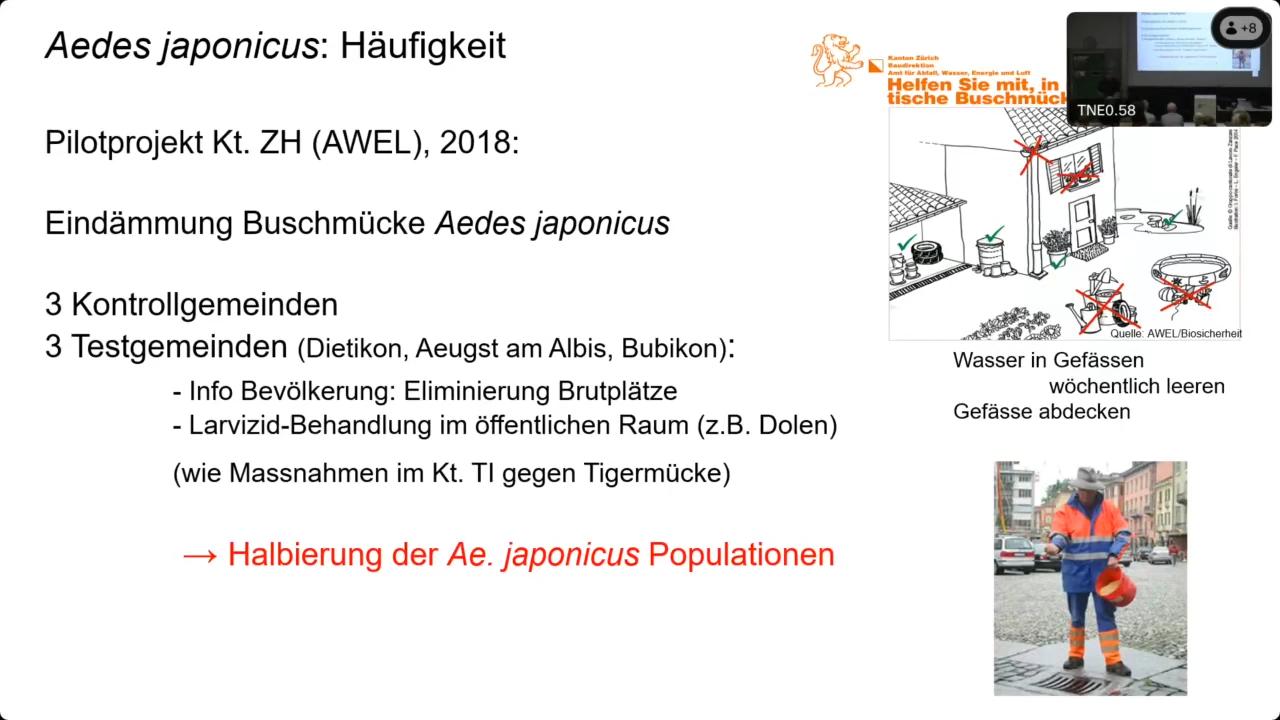 Aedes japonicus: Häufigkeit
Pilotprojekt Kt. ZH (AWEL), 2018:
Eindämmung Buschmücke Aedes japonicus
3 Kontrollgemeinden
3 Testgemeinden (Dietikon, Aeugst am Albis, Bubikon):
- Info Bevölkerung: Eliminierung Brutplätze
- Larvizid-Behandlung im öffentlichen Raum (z.B. Dolen)
(wie Massnahmen im Kt. TI gegen Tigermücke)
→ Halbierung der Ae. japonicus Populationen
Kanton Zürich
Baudirektion
Amt für Abfall, Wasser, Energie und Luft
Helfen Sie mit, in
tische Buschmück
+8
TNE0.58
Quelle: AWEL/Biosicherheit
Wasser in Gefässen
wöchentlich leeren
Gefässe abdecken